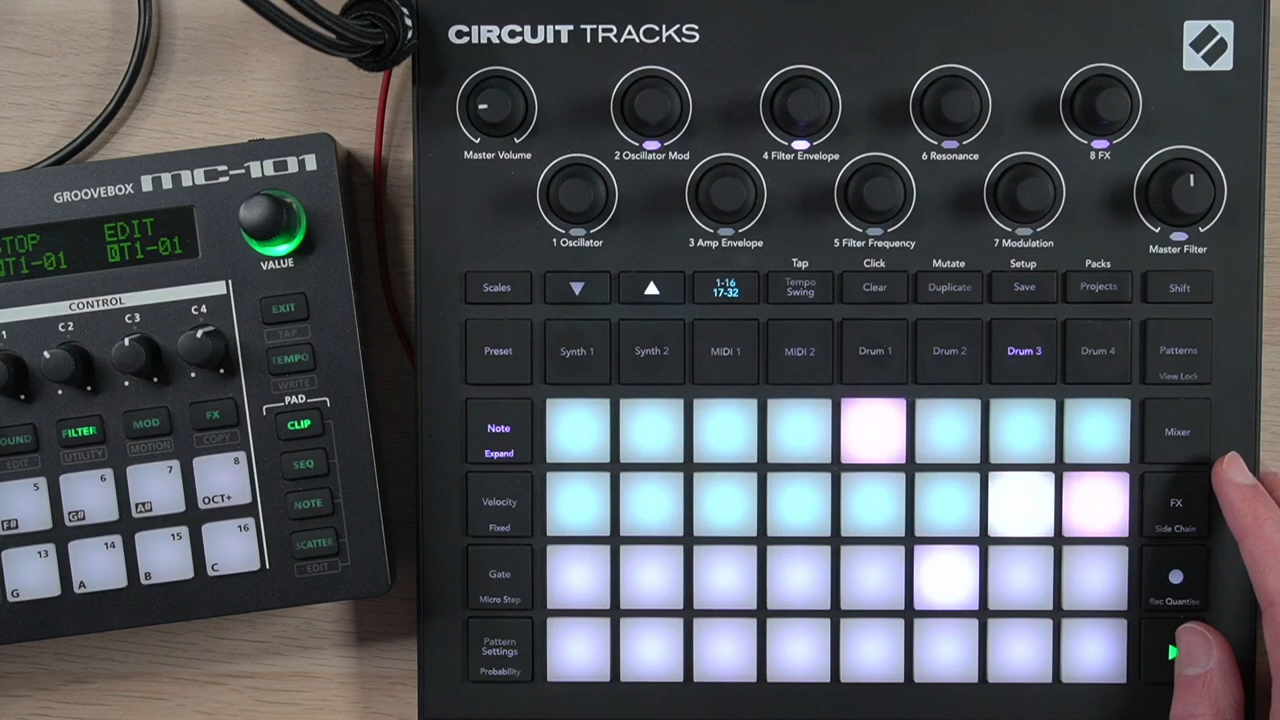 CIRCUIT TRACKS
Master Volume
2 Oscillator Mod
4 Filter Envelope
6 Resonance
8 FX
1 Oscillator
3 Amp Envelope
5 Filter Frequency
7 Modulation
Master Filter
Tap
Click
Mutate
Setup
Packs
Scales
1-16
17-32
Tempo
Swing
Clear
Duplicate
Save
Projects
Shift
Preset
Synth 1
Synth 2
MIDI 1
MIDI 2
Drum 1
Drum 2
Drum 3
Drum 4
Patterns
View Lock
Note
Expand
Mixer
Velocity
Fixed
FX
Side Chain
Gate
Micro Step
Rec Quantise
Pattern
Settings
Probability
GROOVEBOX MC-101
EDIT
VALUE
CONTROL
C2
C3
C4
EXIT
TAP
TEMPO
WRITE
PAD
FILTER
MOD
FX
CLIP
EDIT
UTILITY
MOTION
COPY
SEQ
5
6
7
8
F#
G#
A#
OCT+
NOTE
13
14
15
16
G
A
B
C
SCATTER
EDIT